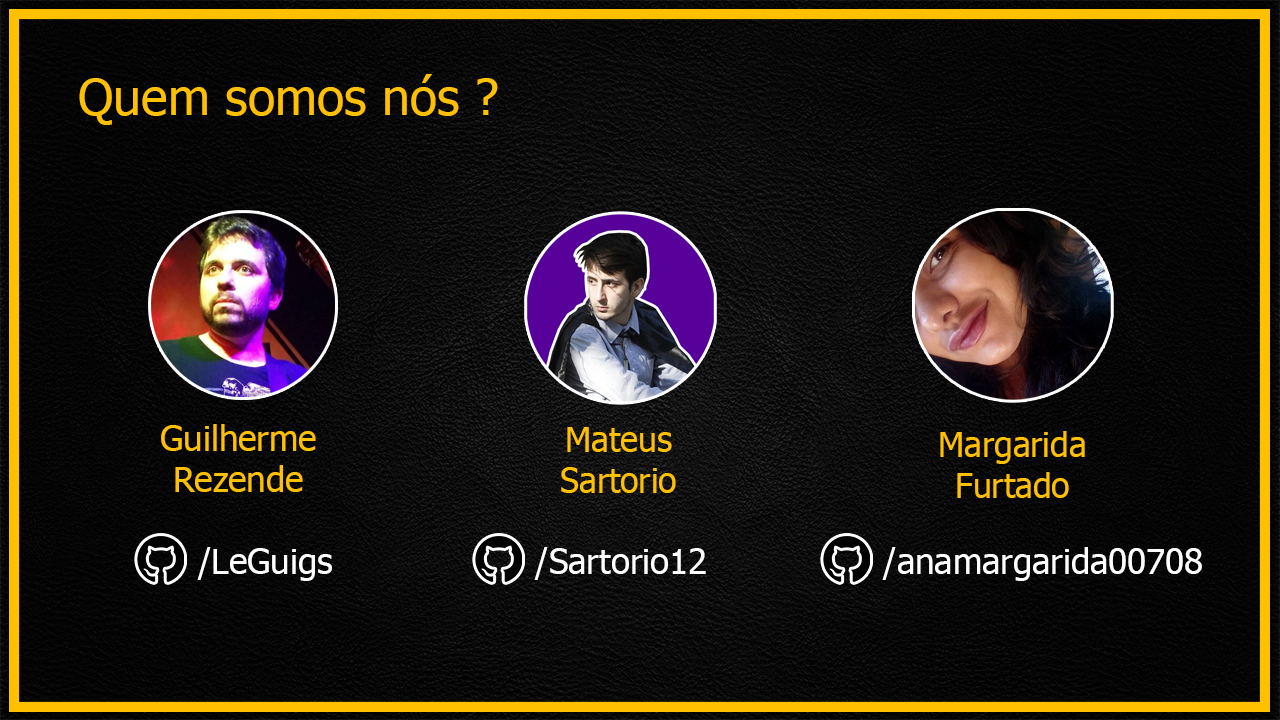 Quem somos nós ?
Guilherme
Rezende
/LeGuigs
Mateus
Sartorio
/Sartorio12
Margarida
Furtado
/anamargarida00708